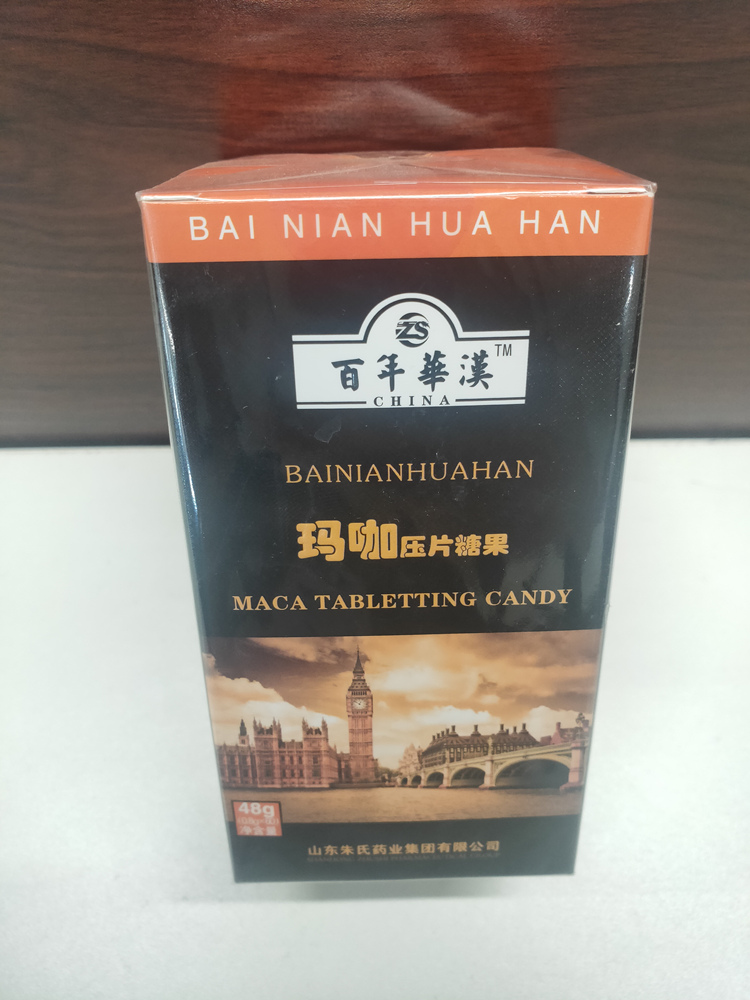 BAI NIAN HUA HAN
ZS
百年華漢 TM
CHINA
BAINIANHUAHAN
玛咖压片糖果
MACA TABLETTING CANDY
48g
净含量
山东朱氏药业集团有限公司